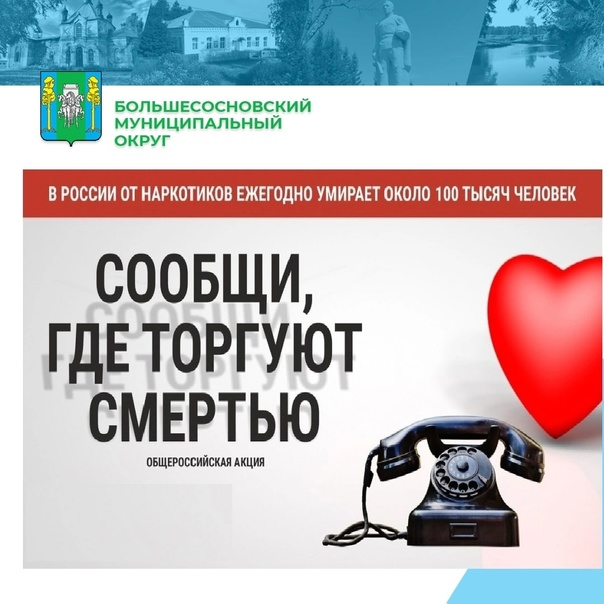 БОЛЬШЕСОСНОВСКИЙ
МУНИЦИПАЛЬНЫЙ
ОКРУГ
В РОССИИ ОТ НАРКОТИКОВ ЕЖЕГОДНО УМИРАЕТ ОКОЛО 100 ТЫСЯЧ ЧЕЛОВЕК
СООБЩИ,
ГДЕ ТОРГУЮТ
СМЕРТЬЮ
ОБЩЕРОССИЙСКАЯ АКЦИЯ